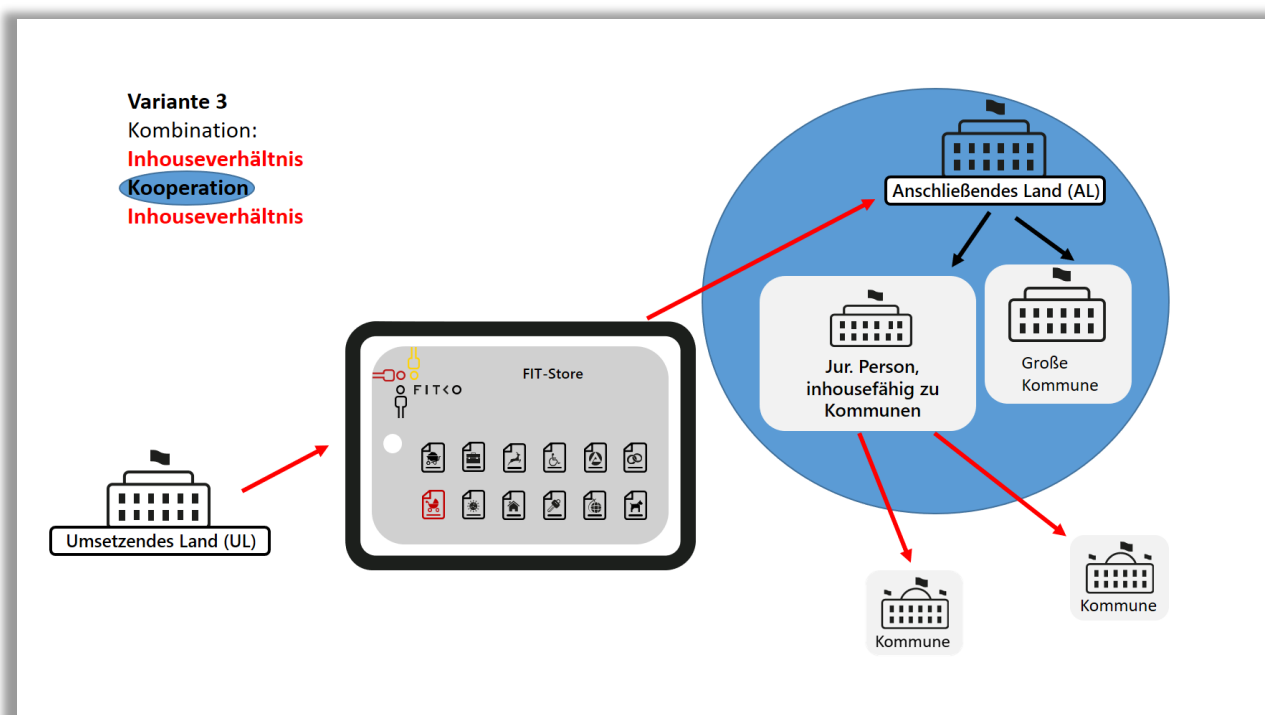 Variante 3
Kombination:
Inhouseverhältnis
Kooperation
Inhouseverhältnis
Anschließendes Land (AL)
Jur. Person,
inhousefähig zu
Kommunen
Große
Kommune
FIT-Store
FITKO
Umsetzendes Land (UL)
Kommune
Kommune